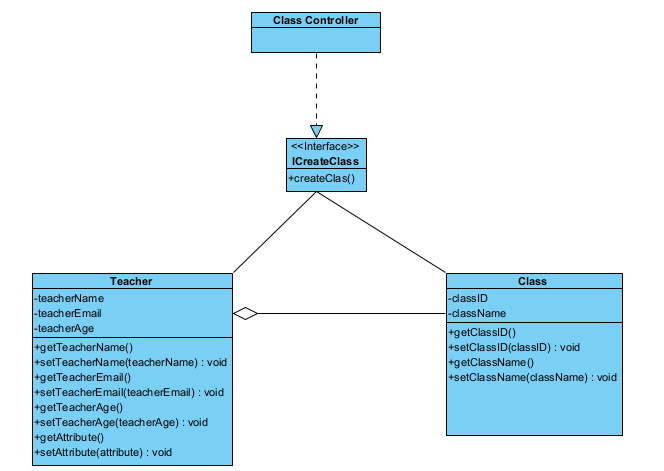 Class Controller
<<Interface>>
ICreateClass
+createClas()
Teacher
-teacherName
-teacherEmail
-teacherAge
+getTeacherName()
+setTeacherName(teacherName) : void
+getTeacherEmail()
+setTeacherEmail(teacherEmail) : void
+getTeacherAge()
+setTeacherAge(teacherAge) : void
+getAttribute()
+setAttribute(attribute) : void
Class
-classID
-className
+getClassID()
+setClassID(classID) : void
+getClassName()
+setClassName(className) : void